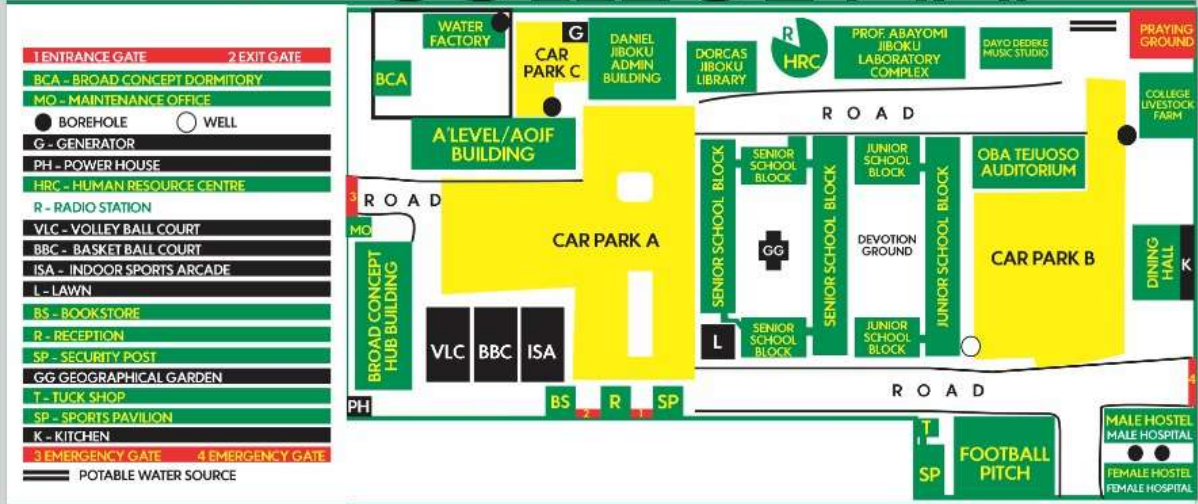 1 ENTRANCE GATE 2 EXIT GATE
BCA - BROAD CONCEPT DORMITORY
MO - MAINTENANCE OFFICE
BOREHOLE WELL
G - GENERATOR
PH - POWER HOUSE
HRC - HUMAN RESOURCE CENTRE
R - RADIO STATION
VLC - VOLLEY BALL COURT
BBC - BASKET BALL COURT
ISA - INDOOR SPORTS ARCADE
L - LAWN
BS - BOOKSTORE
R - RECEPTION
SP - SECURITY POST
GG GEOGRAPHICAL GARDEN
T - TUCK SHOP
SP - SPORTS PAVILION
K - KITCHEN
3 EMERGENCY GATE 4 EMERGENCY GATE
POTABLE WATER SOURCE
WATER
FACTORY
BCA
G
CAR
PARK C
DANIEL
JIBOKU
ADMIN
BUILDING
DORCAS
JIBOKU
LIBRARY
R
HRC
PROF. ABAYOMI
JIBOKU
LABORATORY
COMPLEX
DAYO DEDEKE
MUSIC STUDIO
PRAYING
GROUND
COLLEGE
LIVESTOCK
FARM
ROAD
A'LEVEL/AOJF
BUILDING
3
ROAD
MO
BROAD CONCEPT
HUB BUILDING
CAR PARK A
VLC
BBC
ISA
PH
BS
2
R
1
SP
SENIOR SCHOOL BLOCK
SENIOR
SCHOOL
BLOCK
GG
SENIOR
SCHOOL
BLOCK
L
SENIOR SCHOOL BLOCK
JUNIOR
SCHOOL
BLOCK
DEVOTION
GROUND
JUNIOR
SCHOOL
BLOCK
JUNIOR SCHOOL BLOCK
OBA TEJUOSO
AUDITORIUM
CAR PARK B
DINING
HALL
K
ROAD
4
T
SP
FOOTBALL
PITCH
MALE HOSTEL
MALE HOSPITAL
FEMALE HOSTEL
FEMALE HOSPITAL